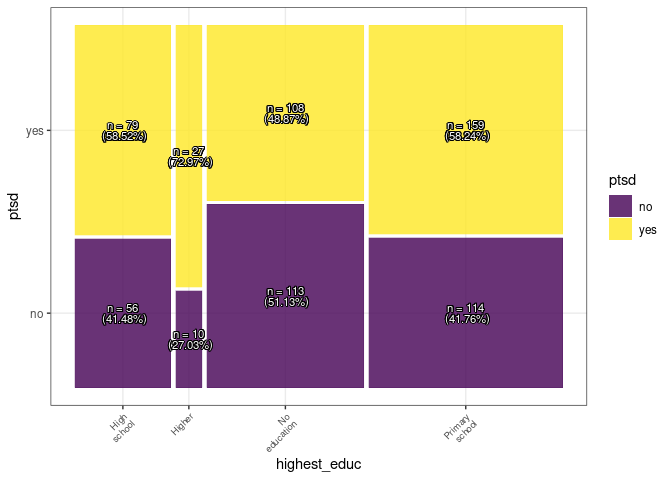 n = 79
(58.52%)
n = 27
(72.97%)
n = 108
(48.87%)
n = 159
(58.24%)
n = 56
(41.48%)
n = 10
(27.03%)
n = 113
(51.13%)
n = 114
(41.76%)
yes
no
ptsd
High
school
Higher
No
education
Primary
school
highest_educ
ptsd
no
yes